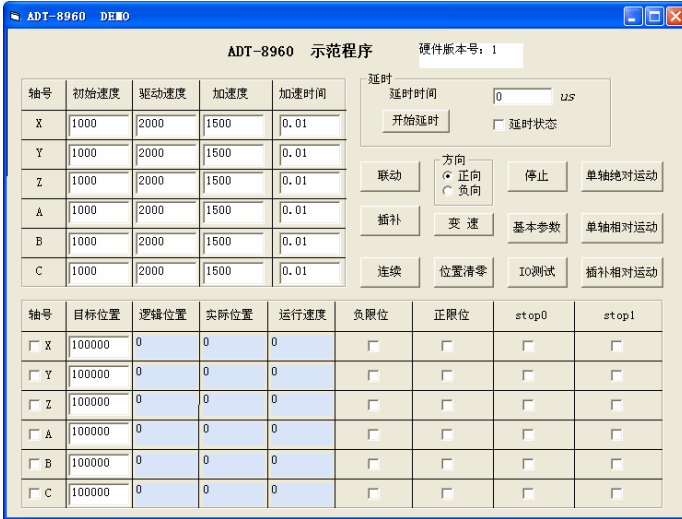 ADT-8960 DEMO
ADT-8960 示范程序 硬件版本号: 1
轴号 初始速度 驱动速度 加速度 加速时间
X 1000 2000 1500 0.01
Y 1000 2000 1500 0.01
Z 1000 2000 1500 0.01
A 1000 2000 1500 0.01
B 1000 2000 1500 0.01
C 1000 2000 1500 0.01
延时
延时时间 0 us
开始延时 延时状态
联动 方向 正向 负向 停止 单轴绝对运动
插补 变 速 基本参数 单轴相对运动
连续 位置清零 IO测试 插补相对运动
轴号 目标位置 逻辑位置 实际位置 运行速度 负限位 正限位 stop0 stop1
X 100000 0 0 0
Y 100000 0 0 0
Z 100000 0 0 0
A 100000 0 0 0
B 100000 0 0 0
C 100000 0 0 0